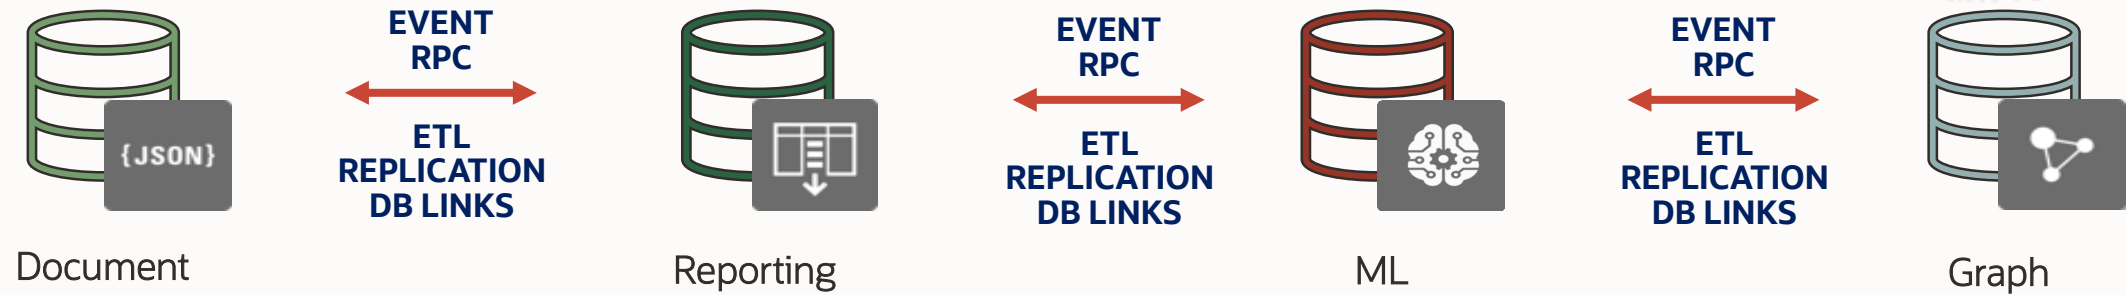 EVENT
RPC
ETL
REPLICATION
DB LINKS
EVENT
RPC
ETL
REPLICATION
DB LINKS
EVENT
RPC
ETL
REPLICATION
DB LINKS
{JSON}
Document
Reporting
ML
Graph